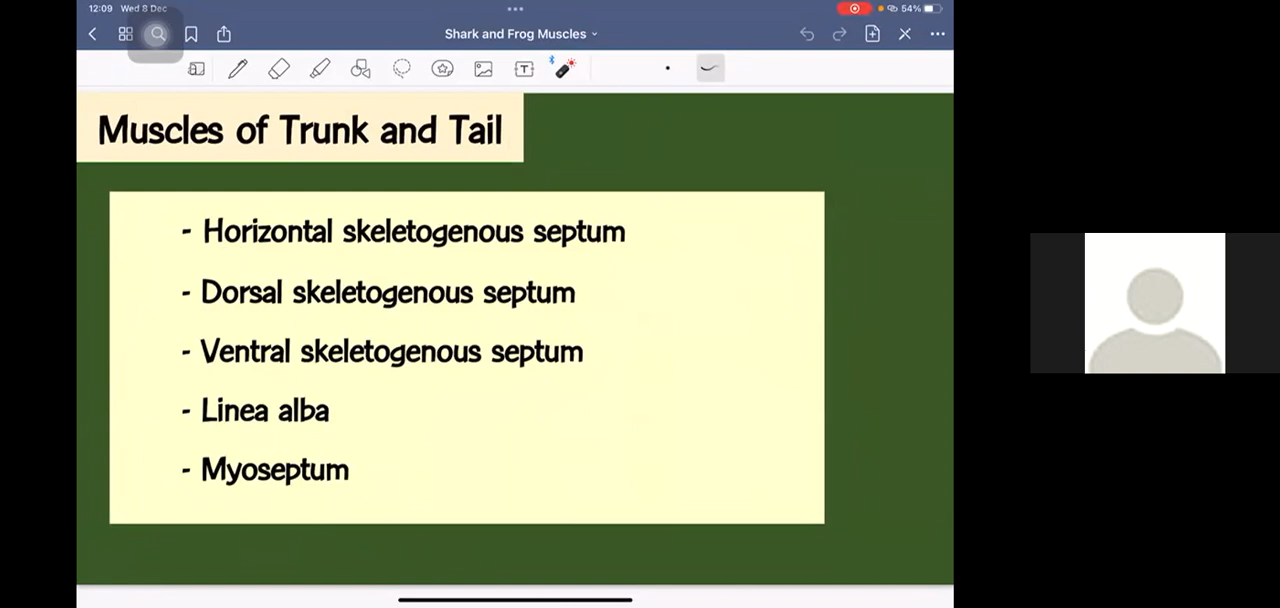 12:09 Wed 8 Dec
54%
Shark and Frog Muscles
Muscles of Trunk and Tail
- Horizontal skeletogenous septum
- Dorsal skeletogenous septum
- Ventral skeletogenous septum
- Linea alba
- Myoseptum